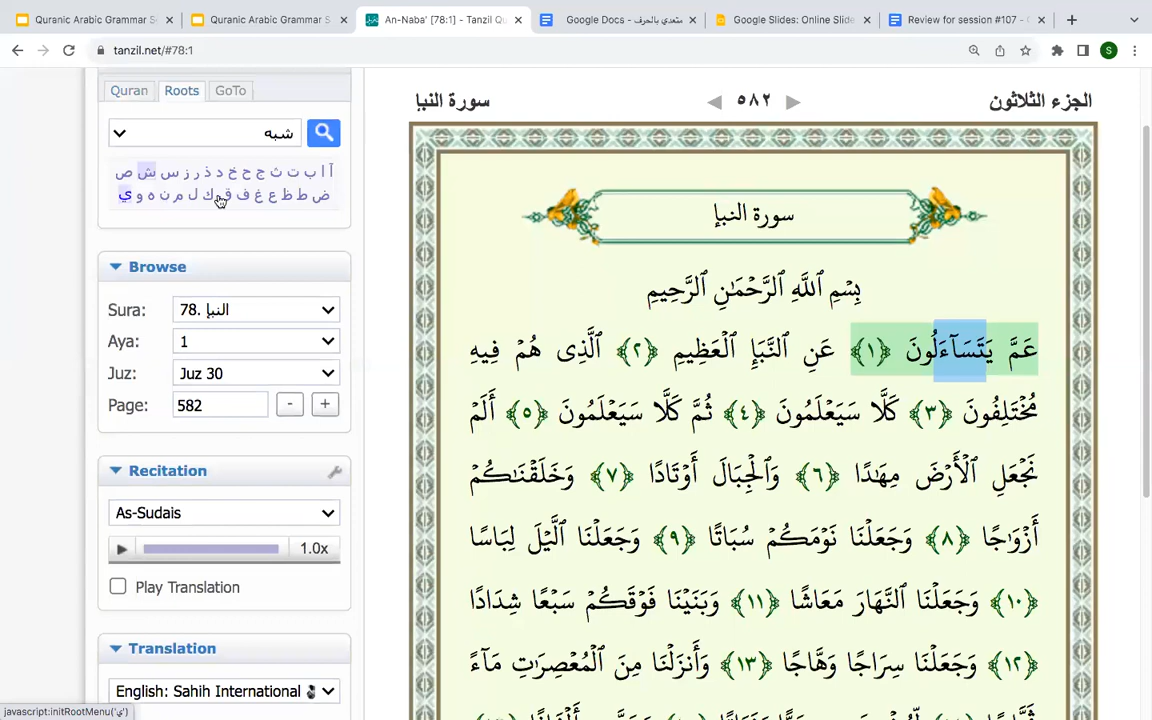 Quranic Arabic Grammar S
Quranic Arabic Grammar S
An-Naba' [78:1] - Tanzil Qu
Google Docs - متعدي بالحرف
Google Slides: Online Slide
Review for session #107 -
tanzil.net/#78:1
S
Quran
Roots
GoTo
شبه
آ ا ب ت ث ج ح خ د ذ ر ز س ش ص
ض ط ظ ع غ ف ق ك ل م ن ه و ي
Browse
Sura:
78. النبإ
Aya:
1
Juz:
Juz 30
Page:
582
-
+
Recitation
As-Sudais
1.0x
Play Translation
Translation
English: Sahih International
javascript:initRootMenu('ي')
الجزء الثلاثون
٥٨٢
سورة النبإ
سورة النبإ
بِسْمِ ٱللَّهِ ٱلرَّحْمَـٰنِ ٱلرَّحِيمِ
عَمَّ يَتَسَآءَلُونَ ﴿١﴾ عَنِ ٱلنَّبَإِ ٱلْعَظِيمِ ﴿٢﴾ ٱلَّذِى هُمْ فِيهِ
مُخْتَلِفُونَ ﴿٣﴾ كَلَّا سَيَعْلَمُونَ ﴿٤﴾ ثُمَّ كَلَّا سَيَعْلَمُونَ ﴿٥﴾ أَلَمْ
نَجْعَلِ ٱلْأَرْضَ مِهَـٰدًا ﴿٦﴾ وَٱلْجِبَالَ أَوْتَادًا ﴿٧﴾ وَخَلَقْنَـٰكُمْ
أَزْوَٰجًا ﴿٨﴾ وَجَعَلْنَا نَوْمَكُمْ سُبَاتًا ﴿٩﴾ وَجَعَلْنَا ٱلَّيْلَ لِبَاسًا
﴿١٠﴾ وَجَعَلْنَا ٱلنَّهَارَ مَعَاشًا ﴿١١﴾ وَبَنَيْنَا فَوْقَكُمْ سَبْعًا شِدَادًا
﴿١٢﴾ وَجَعَلْنَا سِرَاجًا وَهَّاجًا ﴿١٣﴾ وَأَنزَلْنَا مِنَ ٱلْمُعْصِرَٰتِ مَآءً